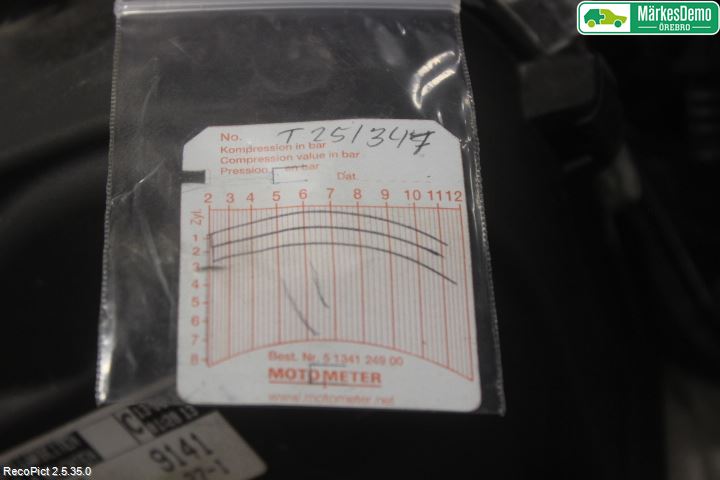 MärkesDemo
ÖREBRO
No. T251347
Kompression in bar
Compression value in bar
Pression en bar
Dat.
2 3 4 5 6 7 8 9 10 11 12
Zyl.
1
2
3
4
5
6
7
8
Best. Nr. 5 1341 249 00
MOTOMETER
www.motometer.net
C
9141
RecoPict 2.5.35.0